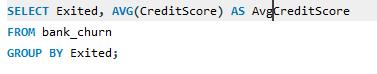 SELECT Exited, AVG(CreditScore) AS AvgCreditScore
FROM bank_churn
GROUP BY Exited;